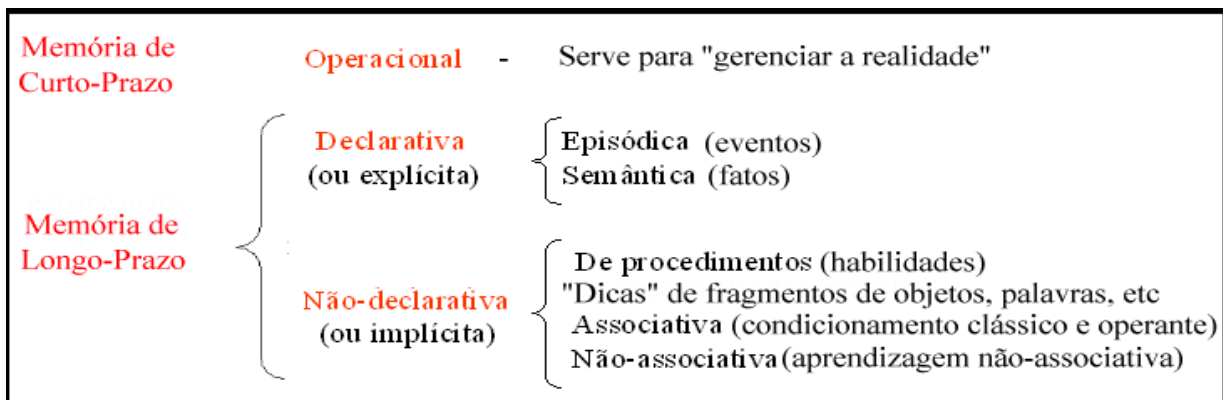 Memória de
Curto-Prazo
Operacional - Serve para "gerenciar a realidade"
Declarativa
(ou explícita)
Episódica (eventos)
Semântica (fatos)
Memória de
Longo-Prazo
Não-declarativa
(ou implícita)
De procedimentos (habilidades)
"Dicas" de fragmentos de objetos, palavras, etc
Associativa (condicionamento clássico e operante)
Não-associativa(aprendizagem não-associativa)